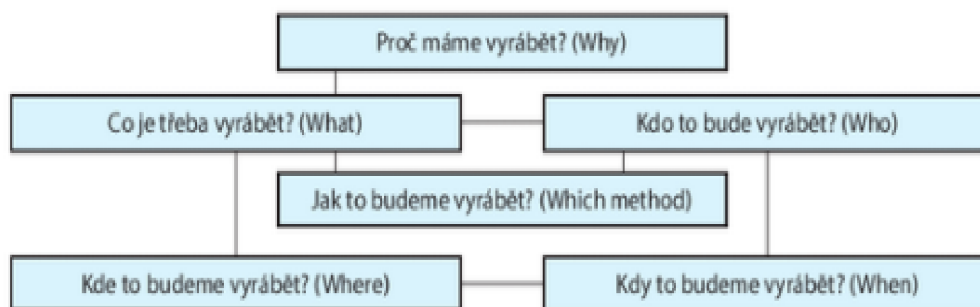 Proč máme vyrábět? (Why)
Co je třeba vyrábět? (What)
Kdo to bude vyrábět? (Who)
Jak to budeme vyrábět? (Which method)
Kde to budeme vyrábět? (Where)
Kdy to budeme vyrábět? (When)